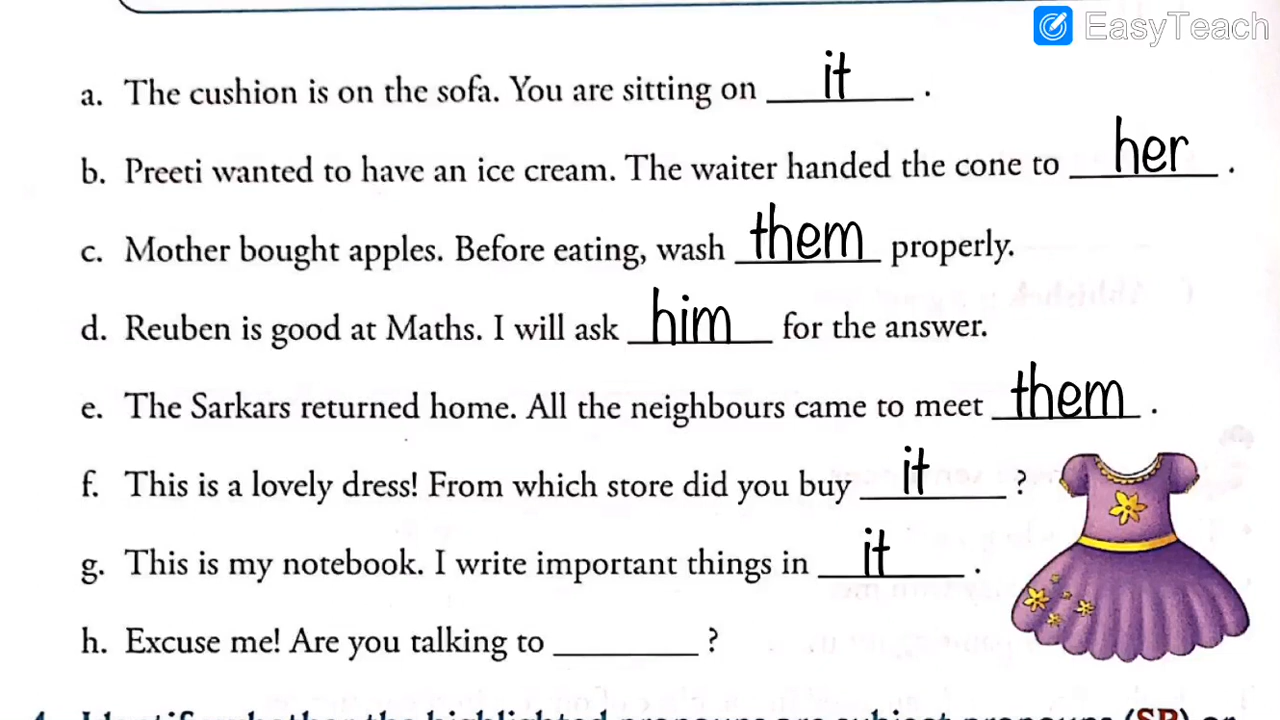 EasyTeach
a. The cushion is on the sofa. You are sitting on it .
b. Preeti wanted to have an ice cream. The waiter handed the cone to her .
c. Mother bought apples. Before eating, wash them properly.
d. Reuben is good at Maths. I will ask him for the answer.
e. The Sarkars returned home. All the neighbours came to meet them .
f. This is a lovely dress! From which store did you buy it ?
g. This is my notebook. I write important things in it .
h. Excuse me! Are you talking to ________ ?